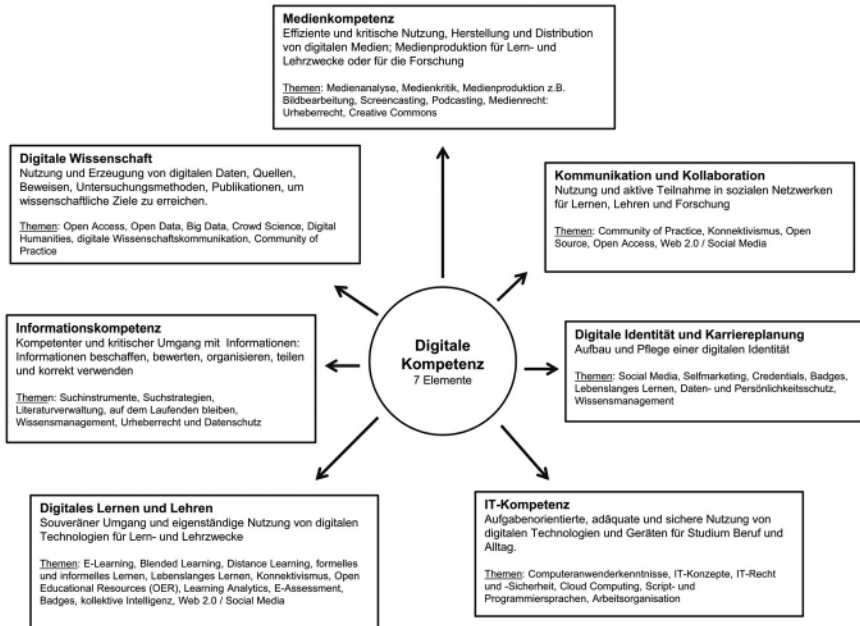 Medienkompetenz
Effiziente und kritische Nutzung, Herstellung und Distribution
von digitalen Medien; Medienproduktion für Lern- und
Lehrzwecke oder für die Forschung
Themen: Medienanalyse, Medienkritik, Medienproduktion z.B.
Bildbearbeitung, Screencasting, Podcasting, Medienrecht:
Urheberrecht, Creative Commons
Digitale Wissenschaft
Nutzung und Erzeugung von digitalen Daten, Quellen,
Beweisen, Untersuchungsmethoden, Publikationen, um
wissenschaftliche Ziele zu erreichen.
Themen: Open Access, Open Data, Big Data, Crowd Science, Digital
Humanities, digitale Wissenschaftskommunikation, Community of
Practice
Kommunikation und Kollaboration
Nutzung und aktive Teilnahme in sozialen Netzwerken
für Lernen, Lehren und Forschung
Themen: Community of Practice, Konnektivismus, Open
Source, Open Access, Web 2.0 / Social Media
Informationskompetenz
Kompetenter und kritischer Umgang mit Informationen:
Informationen beschaffen, bewerten, organisieren, teilen
und korrekt verwenden
Themen: Suchinstrumente, Suchstrategien,
Literaturverwaltung, auf dem Laufenden bleiben,
Wissensmanagement, Urheberrecht und Datenschutz
Digitale
Kompetenz
7 Elemente
Digitale Identität und Karriereplanung
Aufbau und Pflege einer digitalen Identität
Themen: Social Media, Selfmarketing, Credentials, Badges,
Lebenslanges Lernen, Daten- und Persönlichkeitsschutz,
Wissensmanagement
Digitales Lernen und Lehren
Souveräner Umgang und eigenständige Nutzung von digitalen
Technologien für Lern- und Lehrzwecke
Themen: E-Learning, Blended Learning, Distance Learning, formelles
und informelles Lernen, Lebenslanges Lernen, Konnektivismus, Open
Educational Resources (OER), Learning Analytics, E-Assessment,
Badges, kollektive Intelligenz, Web 2.0 / Social Media
IT-Kompetenz
Aufgabenorientierte, adäquate und sichere Nutzung von
digitalen Technologien und Geräten für Studium Beruf und
Alltag.
Themen: Computeranwenderkenntnisse, IT-Konzepte, IT-Recht
und -Sicherheit, Cloud Computing, Script- und
Programmiersprachen, Arbeitsorganisation